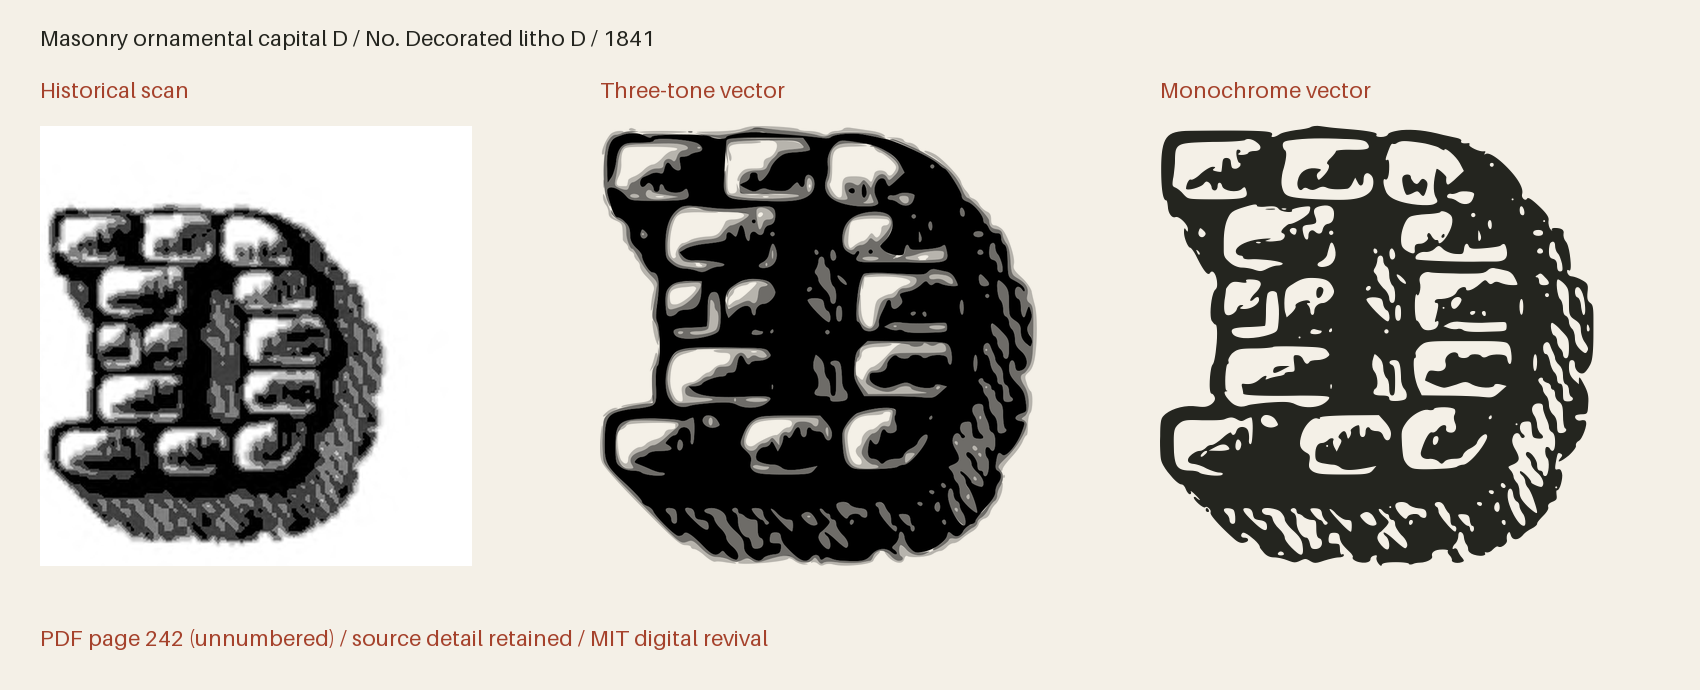 Masonry ornamental capital D / No. Decorated litho D / 1841
Historical scan
Three-tone vector
Monochrome vector
D
D
D
PDF page 242 (unnumbered) / source detail retained / MIT digital revival